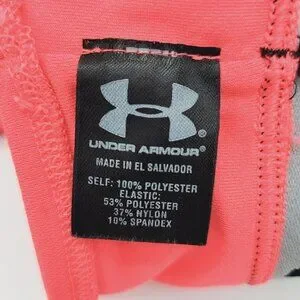 UNDER ARMOUR®
MADE IN EL SALVADOR
SELF: 100% POLYESTER
ELASTIC:
53% POLYESTER
37% NYLON
10% SPANDEX